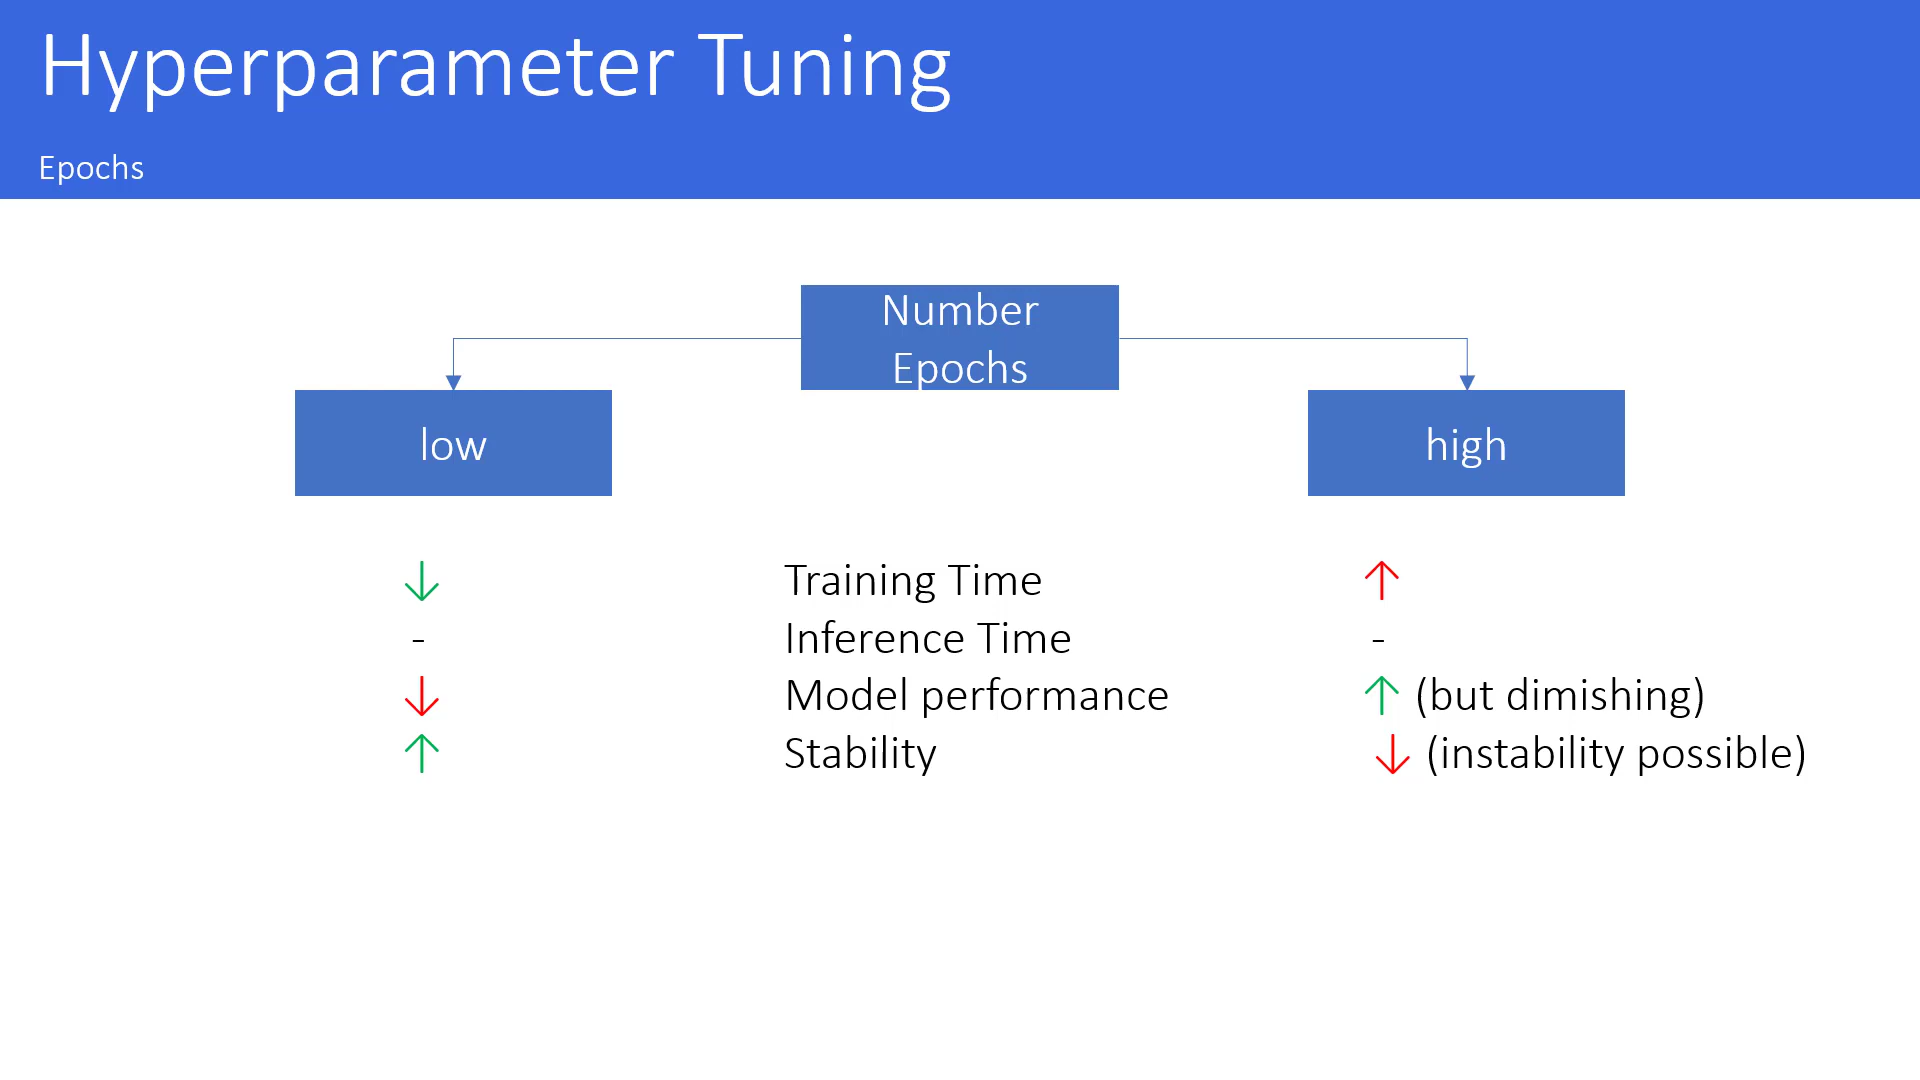 Hyperparameter Tuning
Epochs
Number
Epochs
low
high
↓ Training Time ↑
- Inference Time -
↓ Model performance ↑ (but dimishing)
↑ Stability ↓ (instability possible)